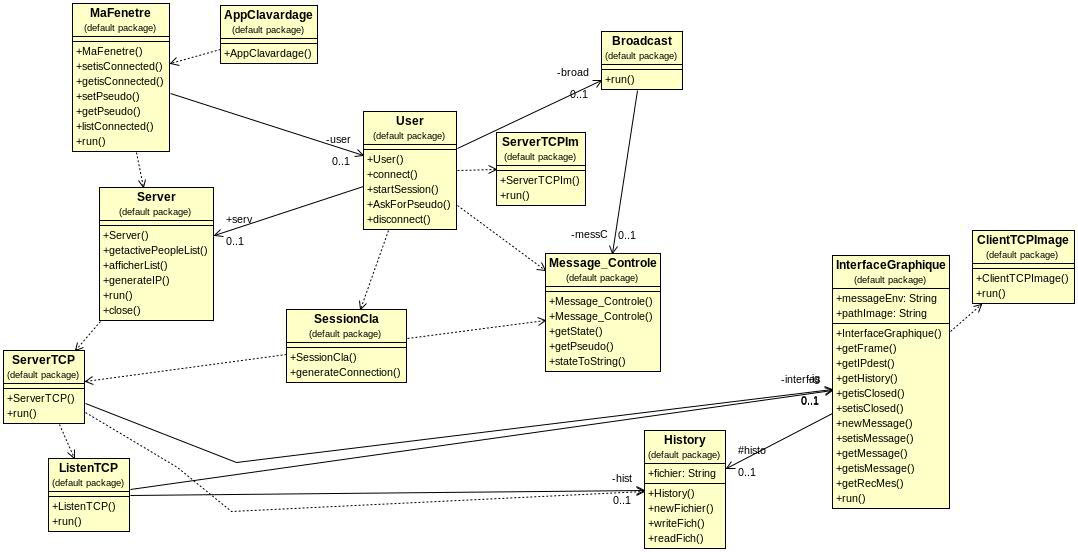 MaFenetre
(default package)
+MaFenetre()
+setisConnected()
+getisConnected()
+setPseudo()
+getPseudo()
+listConnected()
+run()
AppClavardage
(default package)
+AppClavardage()
Broadcast
(default package)
+run()
-broad
0..1
User
(default package)
+User()
+connect()
+startSession()
+AskForPseudo()
+disconnect()
-user
0..1
ServerTCPIm
(default package)
+ServerTCPIm()
+run()
Server
(default package)
+Server()
+getactivePeopleList()
+afficherList()
+generateIP()
+run()
+close()
+serv
0..1
-messC
0..1
Message_Controle
(default package)
+Message_Controle()
+Message_Controle()
+getState()
+getPseudo()
+stateToString()
ClientTCPImage
(default package)
+ClientTCPImage()
+run()
InterfaceGraphique
(default package)
+messageEnv: String
+pathImage: String
+InterfaceGraphique()
+getFrame()
+getIPdest()
+getHistory()
+getisClosed()
+setisClosed()
+newMessage()
+setisMessage()
+getMessage()
+getisMessage()
+getRecMes()
+run()
SessionCla
(default package)
+SessionCla()
+generateConnection()
ServerTCP
(default package)
+ServerTCP()
+run()
0..1
ListenTCP
(default package)
+ListenTCP()
+run()
-hist
0..1
History
(default package)
+fichier: String
+History()
+newFichier()
+writeFich()
+readFich()
#histo
0..1